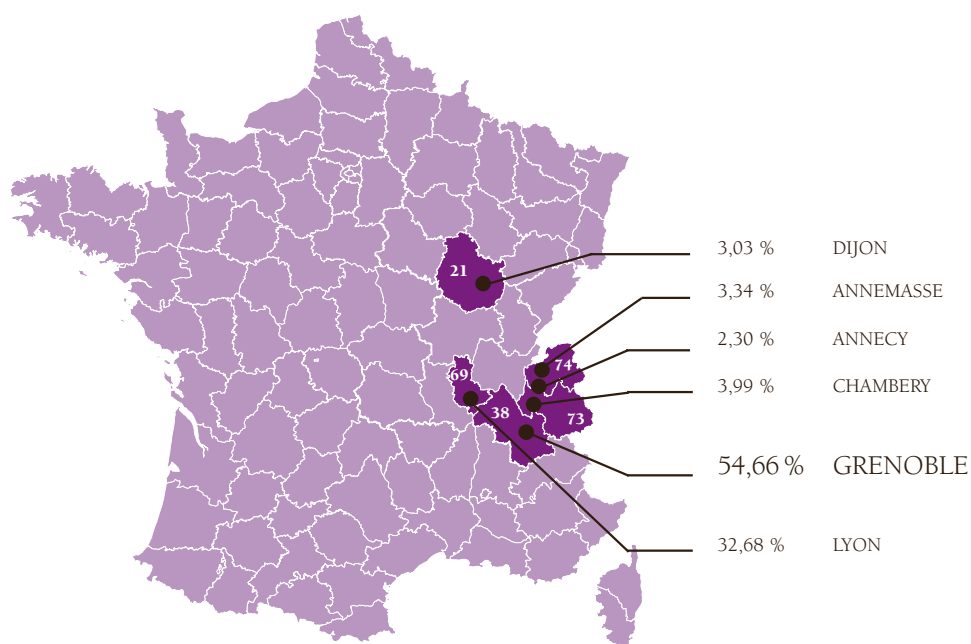 3,03 % DIJON
21
3,34 % ANNEMASSE
2,30 % ANNECY
74
69
3,99 % CHAMBERY
38
73
54,66 % GRENOBLE
32,68 % LYON